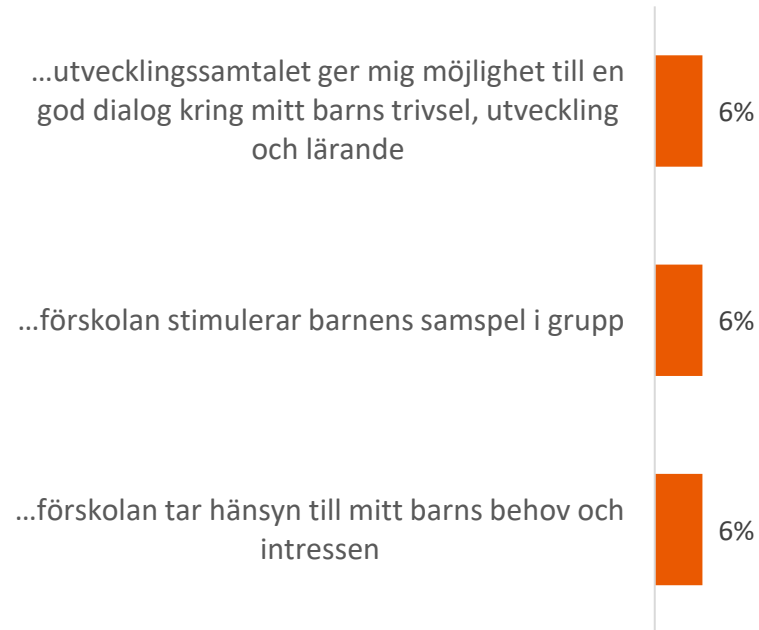 …utvecklingssamtalet ger mig möjlighet till en
god dialog kring mitt barns trivsel, utveckling
och lärande
6%
…förskolan stimulerar barnens samspel i grupp
6%
…förskolan tar hänsyn till mitt barns behov och
intressen
6%